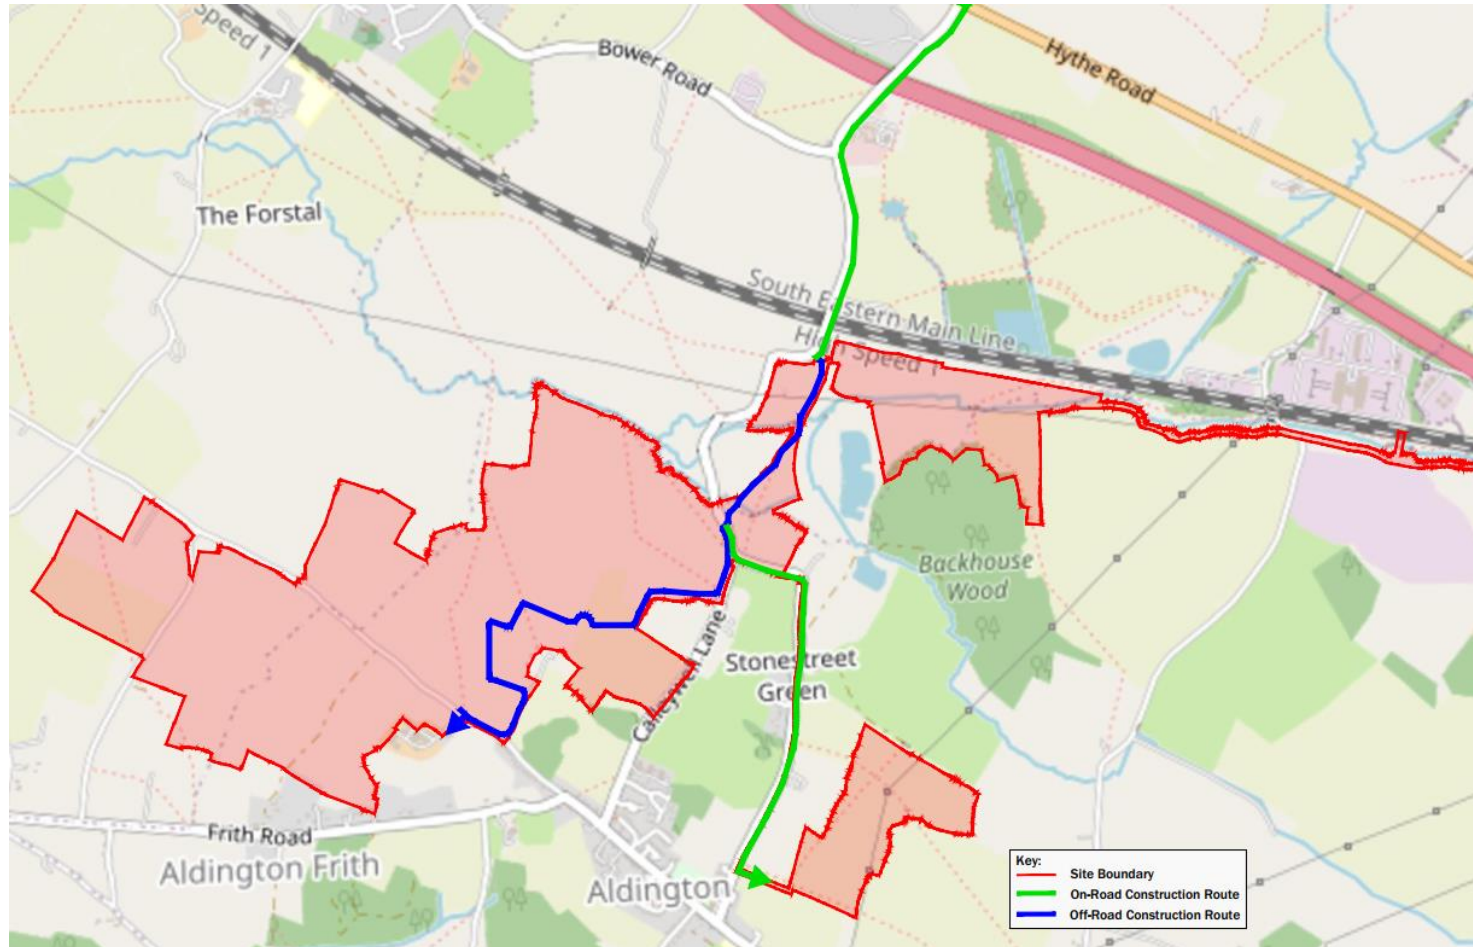 Speed 1
Bower Road
Hythe Road
The Forstal
South Eastern Main Line
High Speed 1
Backhouse
Wood
Calleywell Lane
Stonestreet
Green
Frith Road
Aldington Frith
Aldington
Key:
Site Boundary
On-Road Construction Route
Off-Road Construction Route